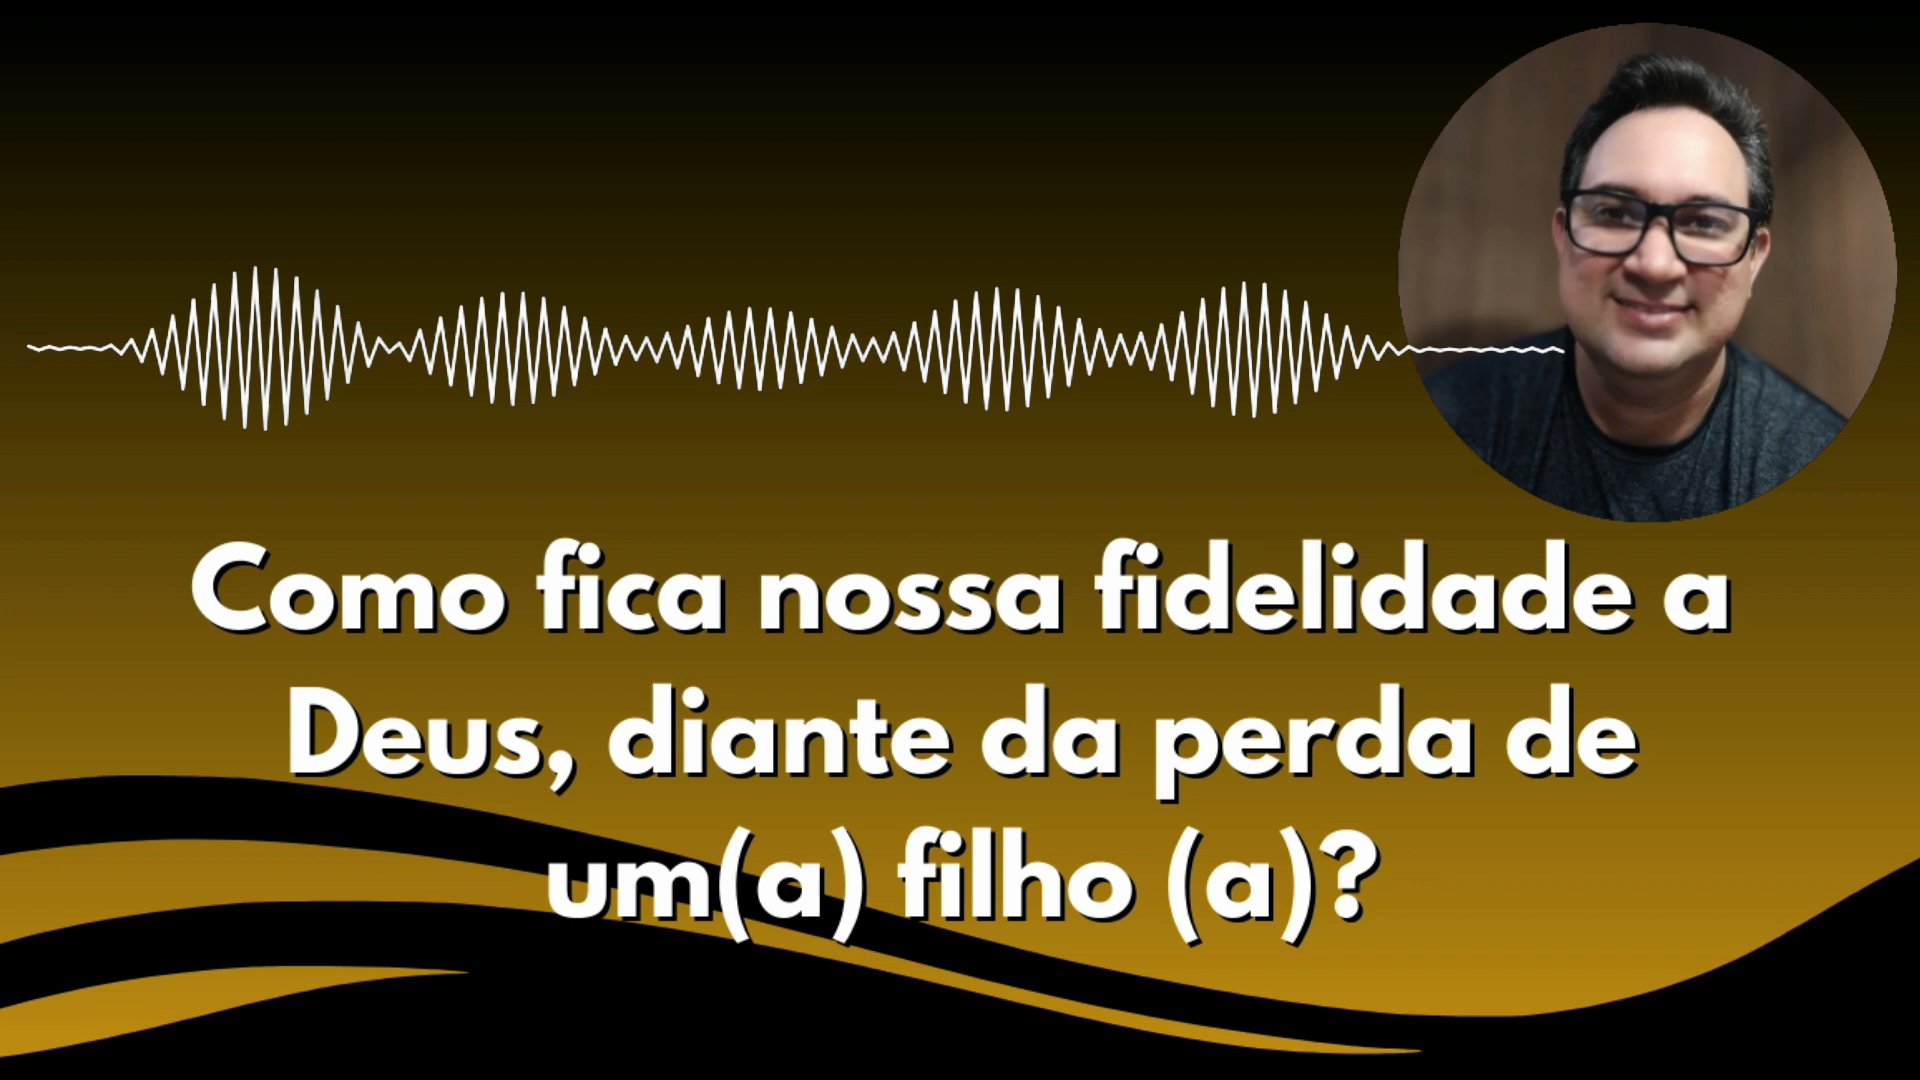 Como fica nossa fidelidade a
Deus, diante da perda de
um(a) filho (a)?